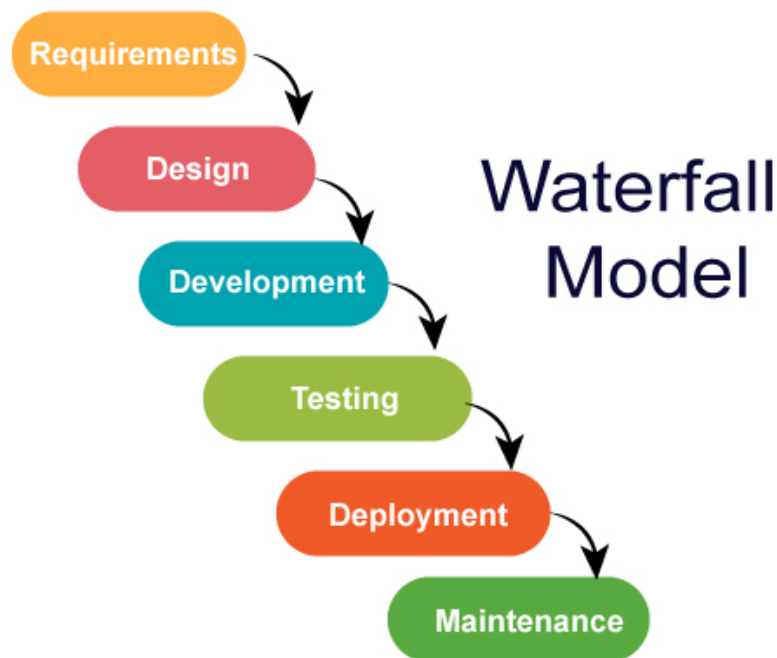 Requirements
Design
Waterfall
Model
Development
Testing
Deployment
Maintenance